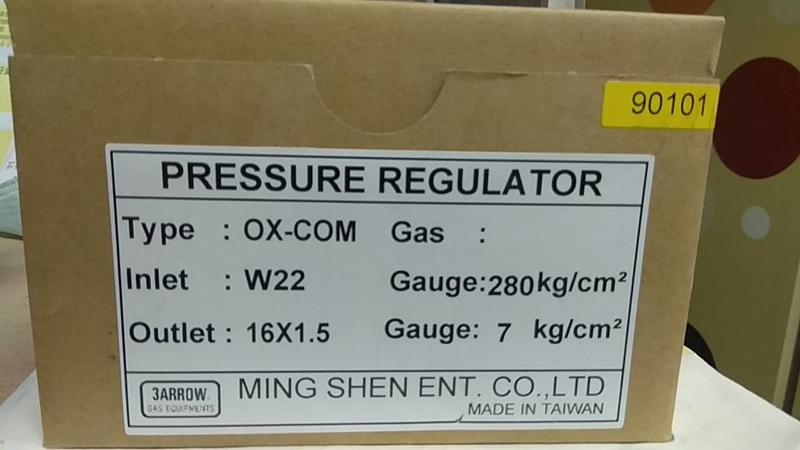 90101
PRESSURE REGULATOR
Type : OX-COM Gas :
Inlet : W22 Gauge:280kg/cm²
Outlet : 16X1.5 Gauge: 7 kg/cm²
3ARROW
GAS EQUIPMENTS
MING SHEN ENT. CO.,LTD
MADE IN TAIWAN